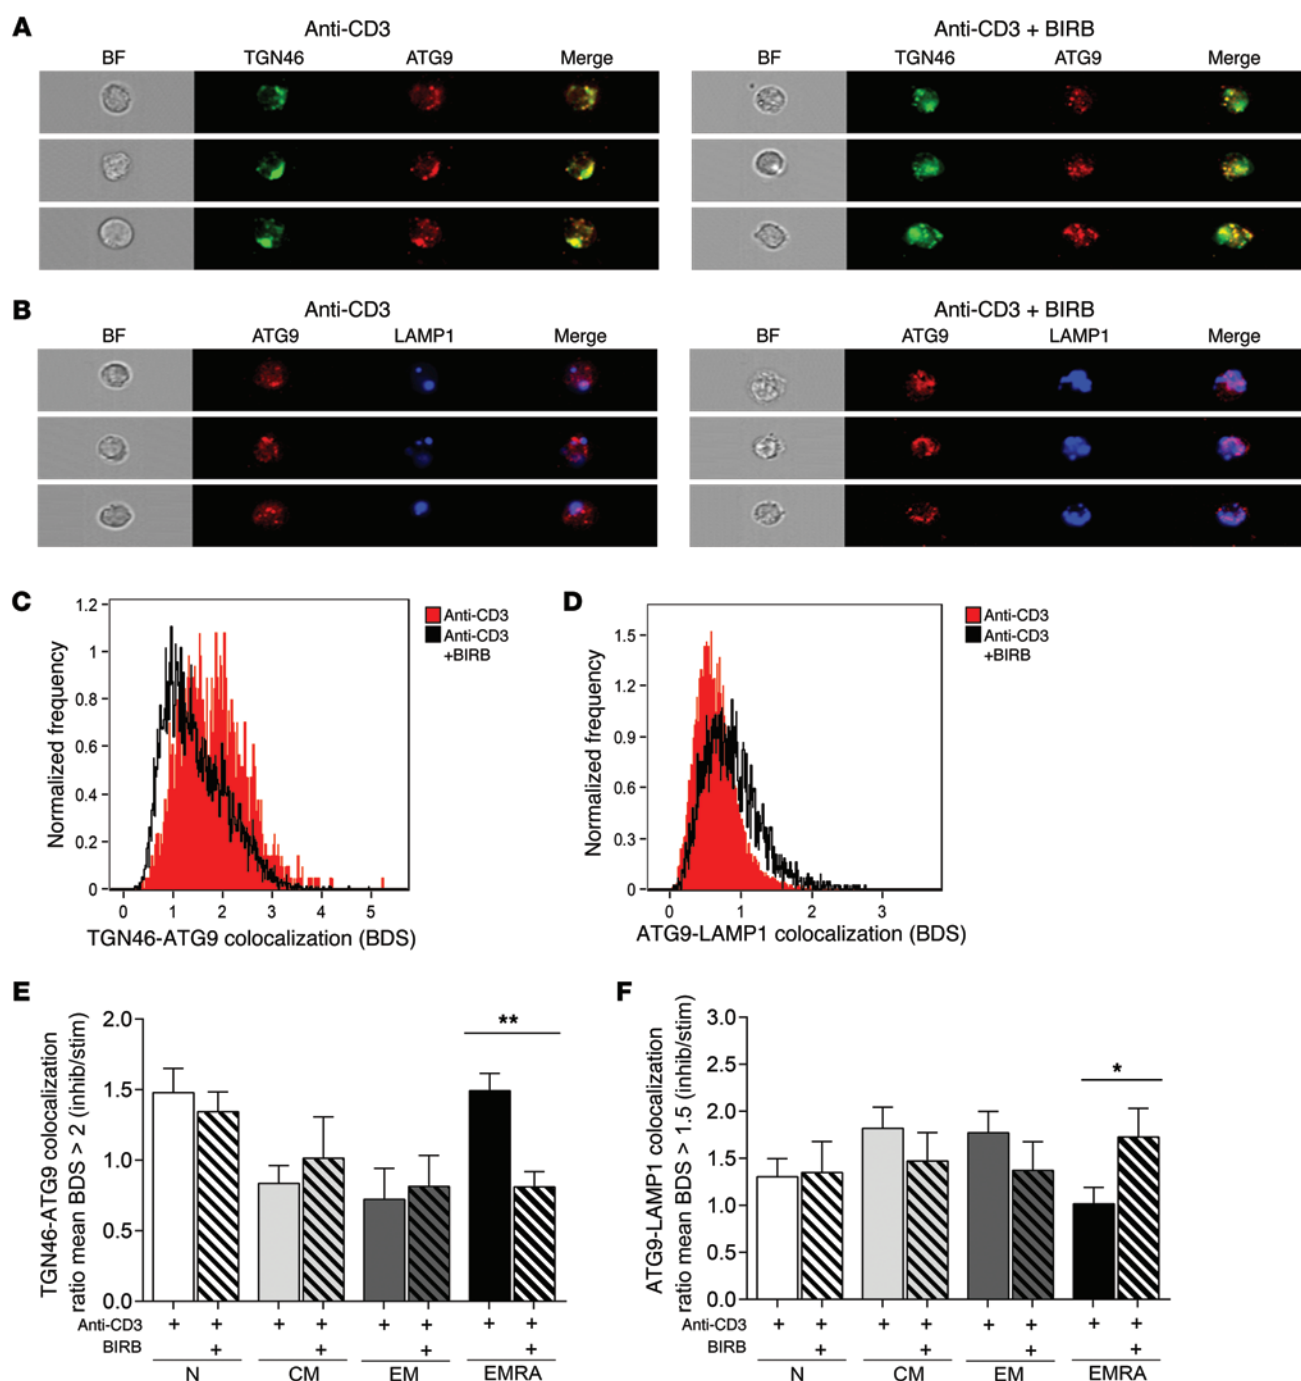 A
Anti-CD3
Anti-CD3 + BIRB
BF TGN46 ATG9 Merge
BF TGN46 ATG9 Merge
B
Anti-CD3
Anti-CD3 + BIRB
BF ATG9 LAMP1 Merge
BF ATG9 LAMP1 Merge
C
Normalized frequency
1.2
1
0.8
0.6
0.4
0.2
0
0 1 2 3 4 5
TGN46-ATG9 colocalization (BDS)
Anti-CD3
Anti-CD3
+BIRB
D
Normalized frequency
1.5
1.2
0.9
0.6
0.3
0
0 1 2 3
ATG9-LAMP1 colocalization (BDS)
Anti-CD3
Anti-CD3
+BIRB
E
TGN46-ATG9 colocalization
ratio mean BDS > 2 (inhib/stim)
2.0
1.5
1.0
0.5
0.0
**
Anti-CD3 + + + + + + + +
BIRB + + + +
N CM EM EMRA
F
ATG9-LAMP1 colocalization
ratio mean BDS > 1.5 (inhib/stim)
3.0
2.5
2.0
1.5
1.0
0.5
0.0
*
Anti-CD3 + + + + + + + +
BIRB + + + +
N CM EM EMRA